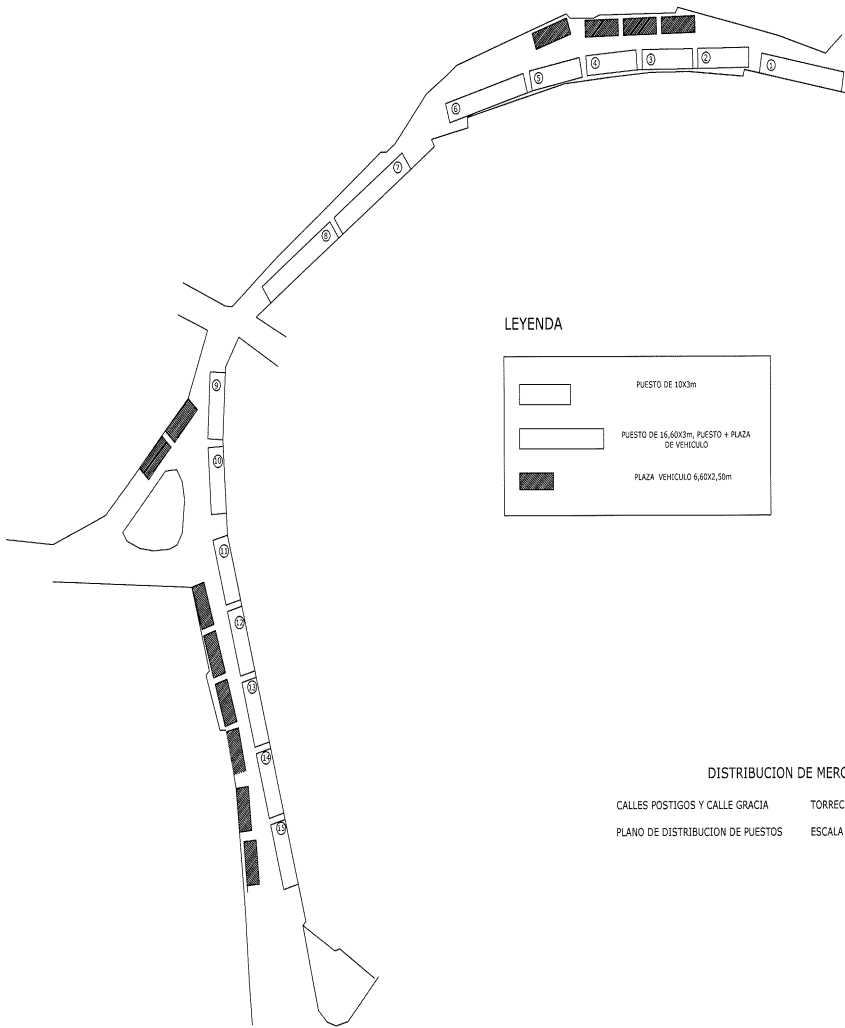 1
2
3
4
5
6
7
8
9
10
11
12
13
14
15
LEYENDA
PUESTO DE 10X3m
PUESTO DE 16,60X3m, PUESTO + PLAZA
DE VEHICULO
PLAZA VEHICULO 6,60X2,50m
DISTRIBUCION DE MERC
CALLES POSTIGOS Y CALLE GRACIA TORREC
PLANO DE DISTRIBUCION DE PUESTOS ESCALA